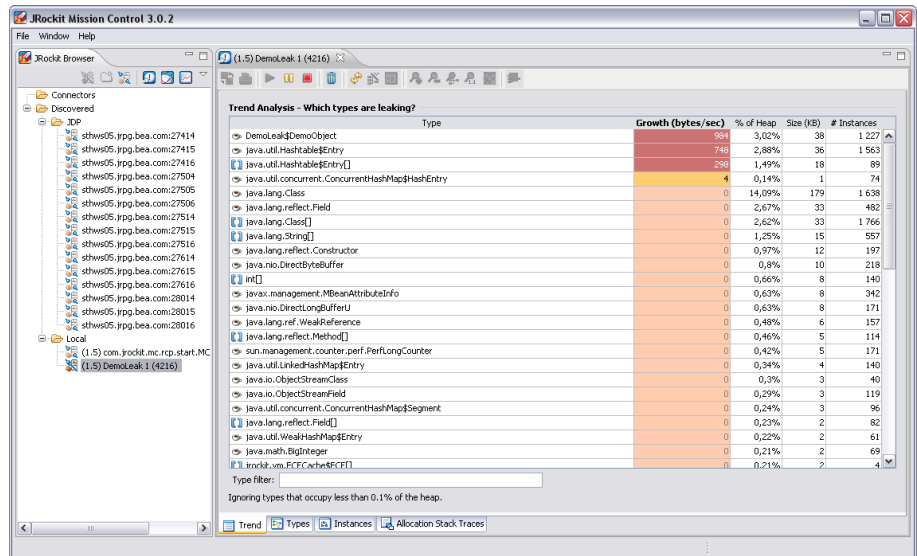 JRockit Mission Control 3.0.2
File Window Help
JRockit Browser
Connectors
Discovered
JDP
sthws05.jrpg.bea.com:27414
sthws05.jrpg.bea.com:27415
sthws05.jrpg.bea.com:27416
sthws05.jrpg.bea.com:27504
sthws05.jrpg.bea.com:27505
sthws05.jrpg.bea.com:27506
sthws05.jrpg.bea.com:27514
sthws05.jrpg.bea.com:27515
sthws05.jrpg.bea.com:27516
sthws05.jrpg.bea.com:27614
sthws05.jrpg.bea.com:27615
sthws05.jrpg.bea.com:27616
sthws05.jrpg.bea.com:28014
sthws05.jrpg.bea.com:28015
sthws05.jrpg.bea.com:28016
Local
(1.5) com.jrockit.mc.rcp.start.MC
(1.5) DemoLeak 1 (4216)
(1.5) DemoLeak 1 (4216)
Trend Analysis - Which types are leaking?
Type Growth (bytes/sec) % of Heap Size (KB) # Instances
DemoLeak$DemoObject 984 3,02% 38 1 227
java.util.Hashtable$Entry 748 2,88% 36 1 563
java.util.Hashtable$Entry[] 298 1,49% 18 89
java.util.concurrent.ConcurrentHashMap$HashEntry 4 0,14% 1 74
java.lang.Class 0 14,09% 179 1 638
java.lang.reflect.Field 0 2,67% 33 482
java.lang.Class[] 0 2,62% 33 1 766
java.lang.String[] 0 1,25% 15 557
java.lang.reflect.Constructor 0 0,97% 12 197
java.nio.DirectByteBuffer 0 0,8% 10 218
int[] 0 0,66% 8 140
javax.management.MBeanAttributeInfo 0 0,63% 8 342
java.nio.DirectLongBufferU 0 0,63% 8 171
java.lang.ref.WeakReference 0 0,48% 6 157
java.lang.reflect.Method[] 0 0,46% 5 114
sun.management.counter.perf.PerfLongCounter 0 0,42% 5 171
java.util.LinkedHashMap$Entry 0 0,34% 4 140
java.io.ObjectStreamClass 0 0,3% 3 40
java.io.ObjectStreamField 0 0,29% 3 119
java.util.concurrent.ConcurrentHashMap$Segment 0 0,24% 3 96
java.lang.reflect.Field[] 0 0,23% 2 82
java.util.WeakHashMap$Entry 0 0,22% 2 61
java.math.BigInteger 0 0,21% 2 69
jrockit.vm.FCECache$FCE[] 0 0,21% 2 4
Type filter:
Ignoring types that occupy less than 0.1% of the heap.
Trend Types Instances Allocation Stack Traces